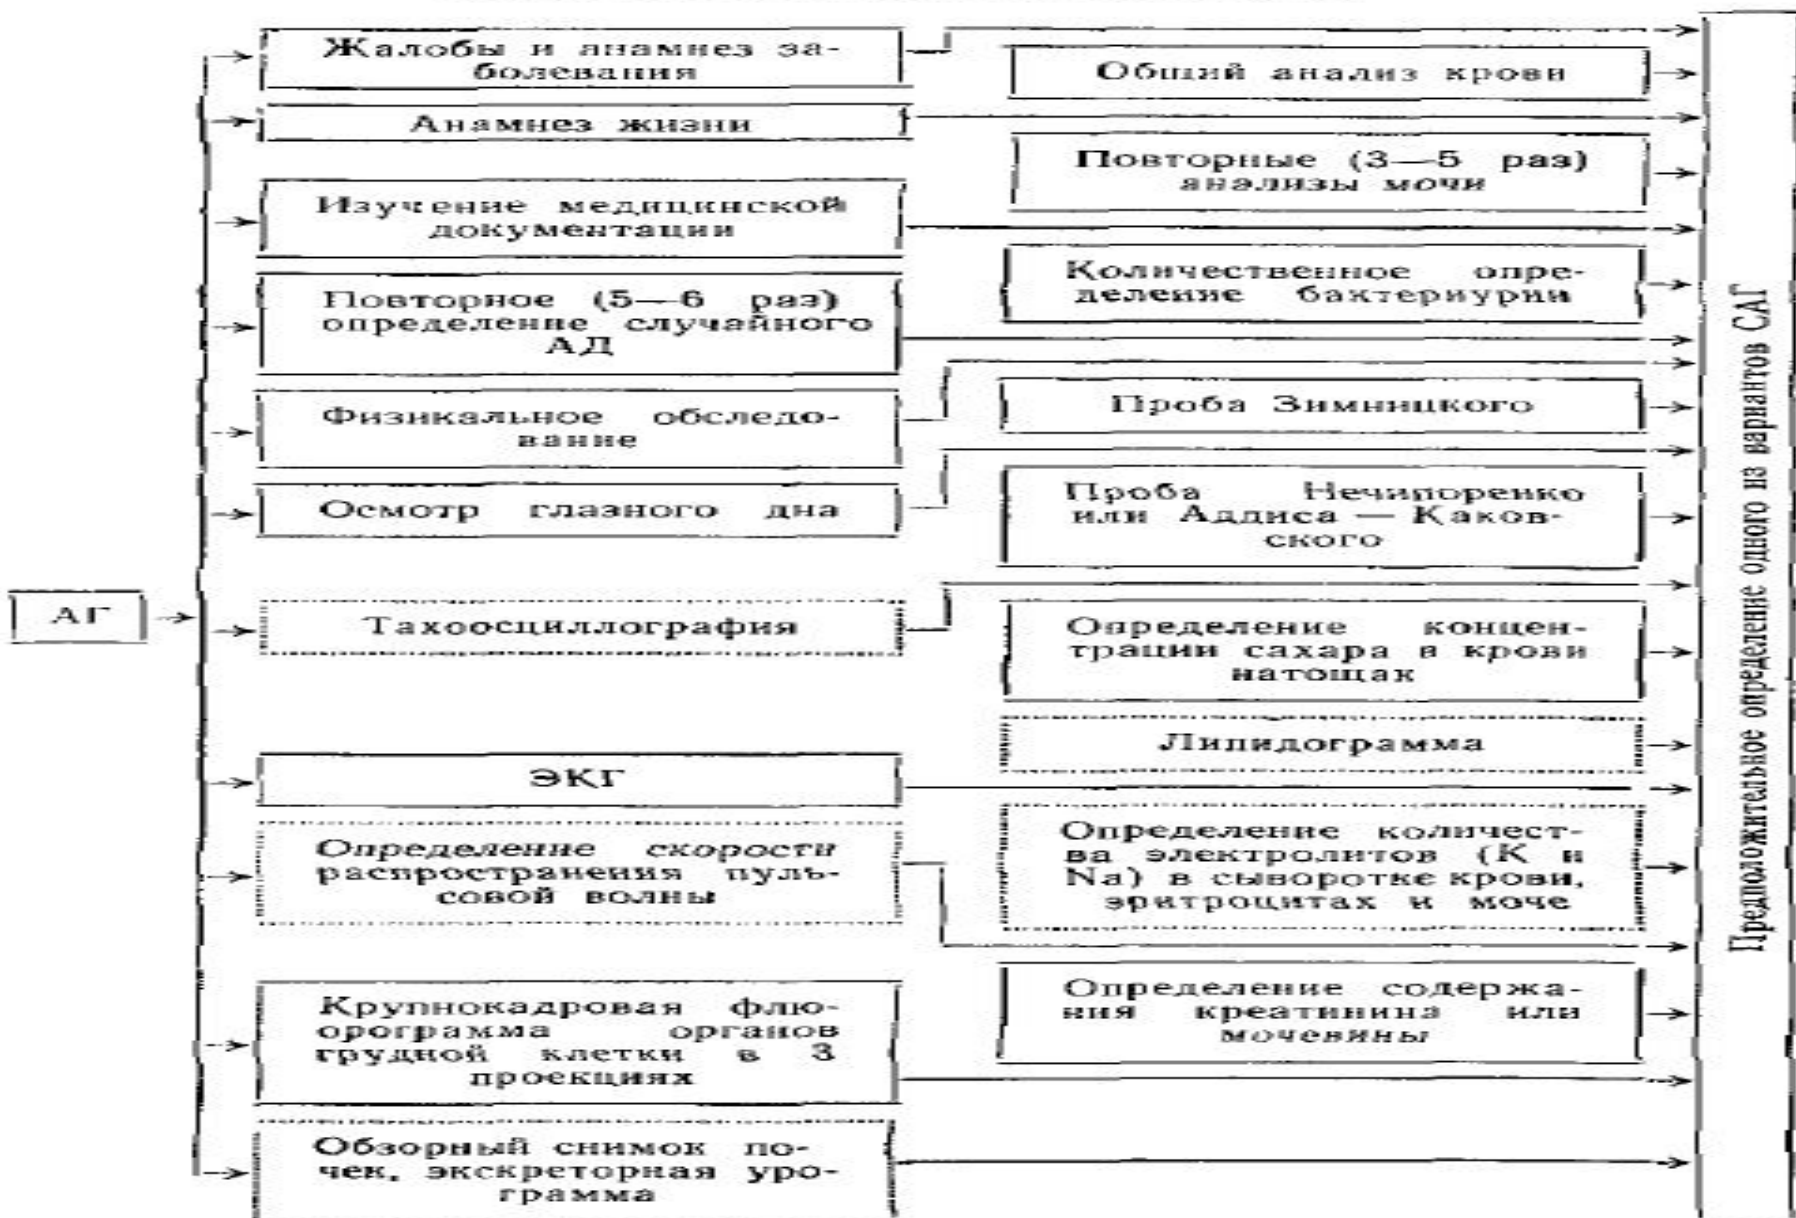 АГ
Жалобы и анамнез за-
болевания
Анамнез жизни
Изучение медицинской
документации
Повторное (5—6 раз)
определение случайного
АД
Физикальное обследо-
вание
Осмотр глазного дна
Тахоосциллография
ЭКГ
Определение скорости
распространения пуль-
совой волны
Крупнокадровая флю-
орограмма органов
грудной клетки в 3
проекциях
Обзорный снимок по-
чек, экскреторная уро-
грамма
Общий анализ крови
Повторные (3—5 раз)
анализы мочи
Количественное опре-
деление бактериурии
Проба Зимницкого
Проба Нечипоренко
или Аддиса — Каков-
ского
Определение концен-
трации сахара в крови
натощак
Липидограмма
Определение количест-
ва электролитов (К и
Na) в сыворотке крови,
эритроцитах и моче
Определение содержа-
ния креатинина или
мочевины
Предположительное определение одного из вариантов САГ